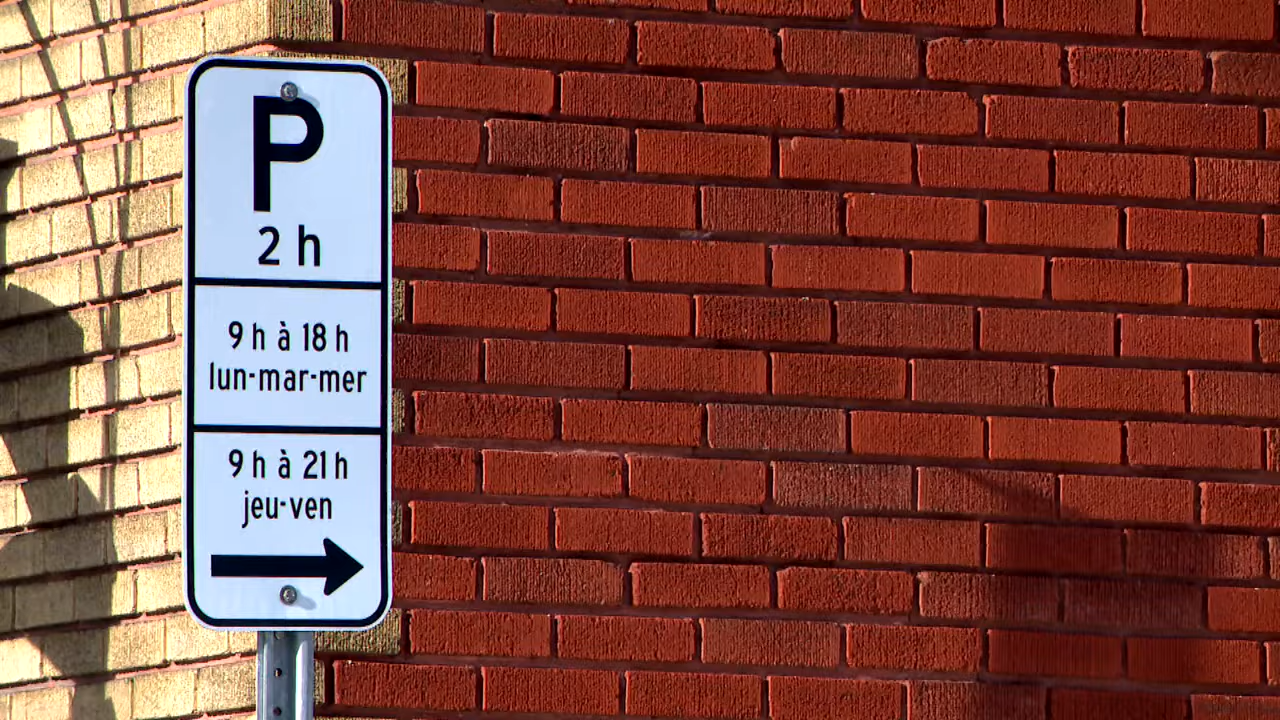 P
2 h
9 h à 18 h
lun-mar-mer
9 h à 21 h
jeu-ven